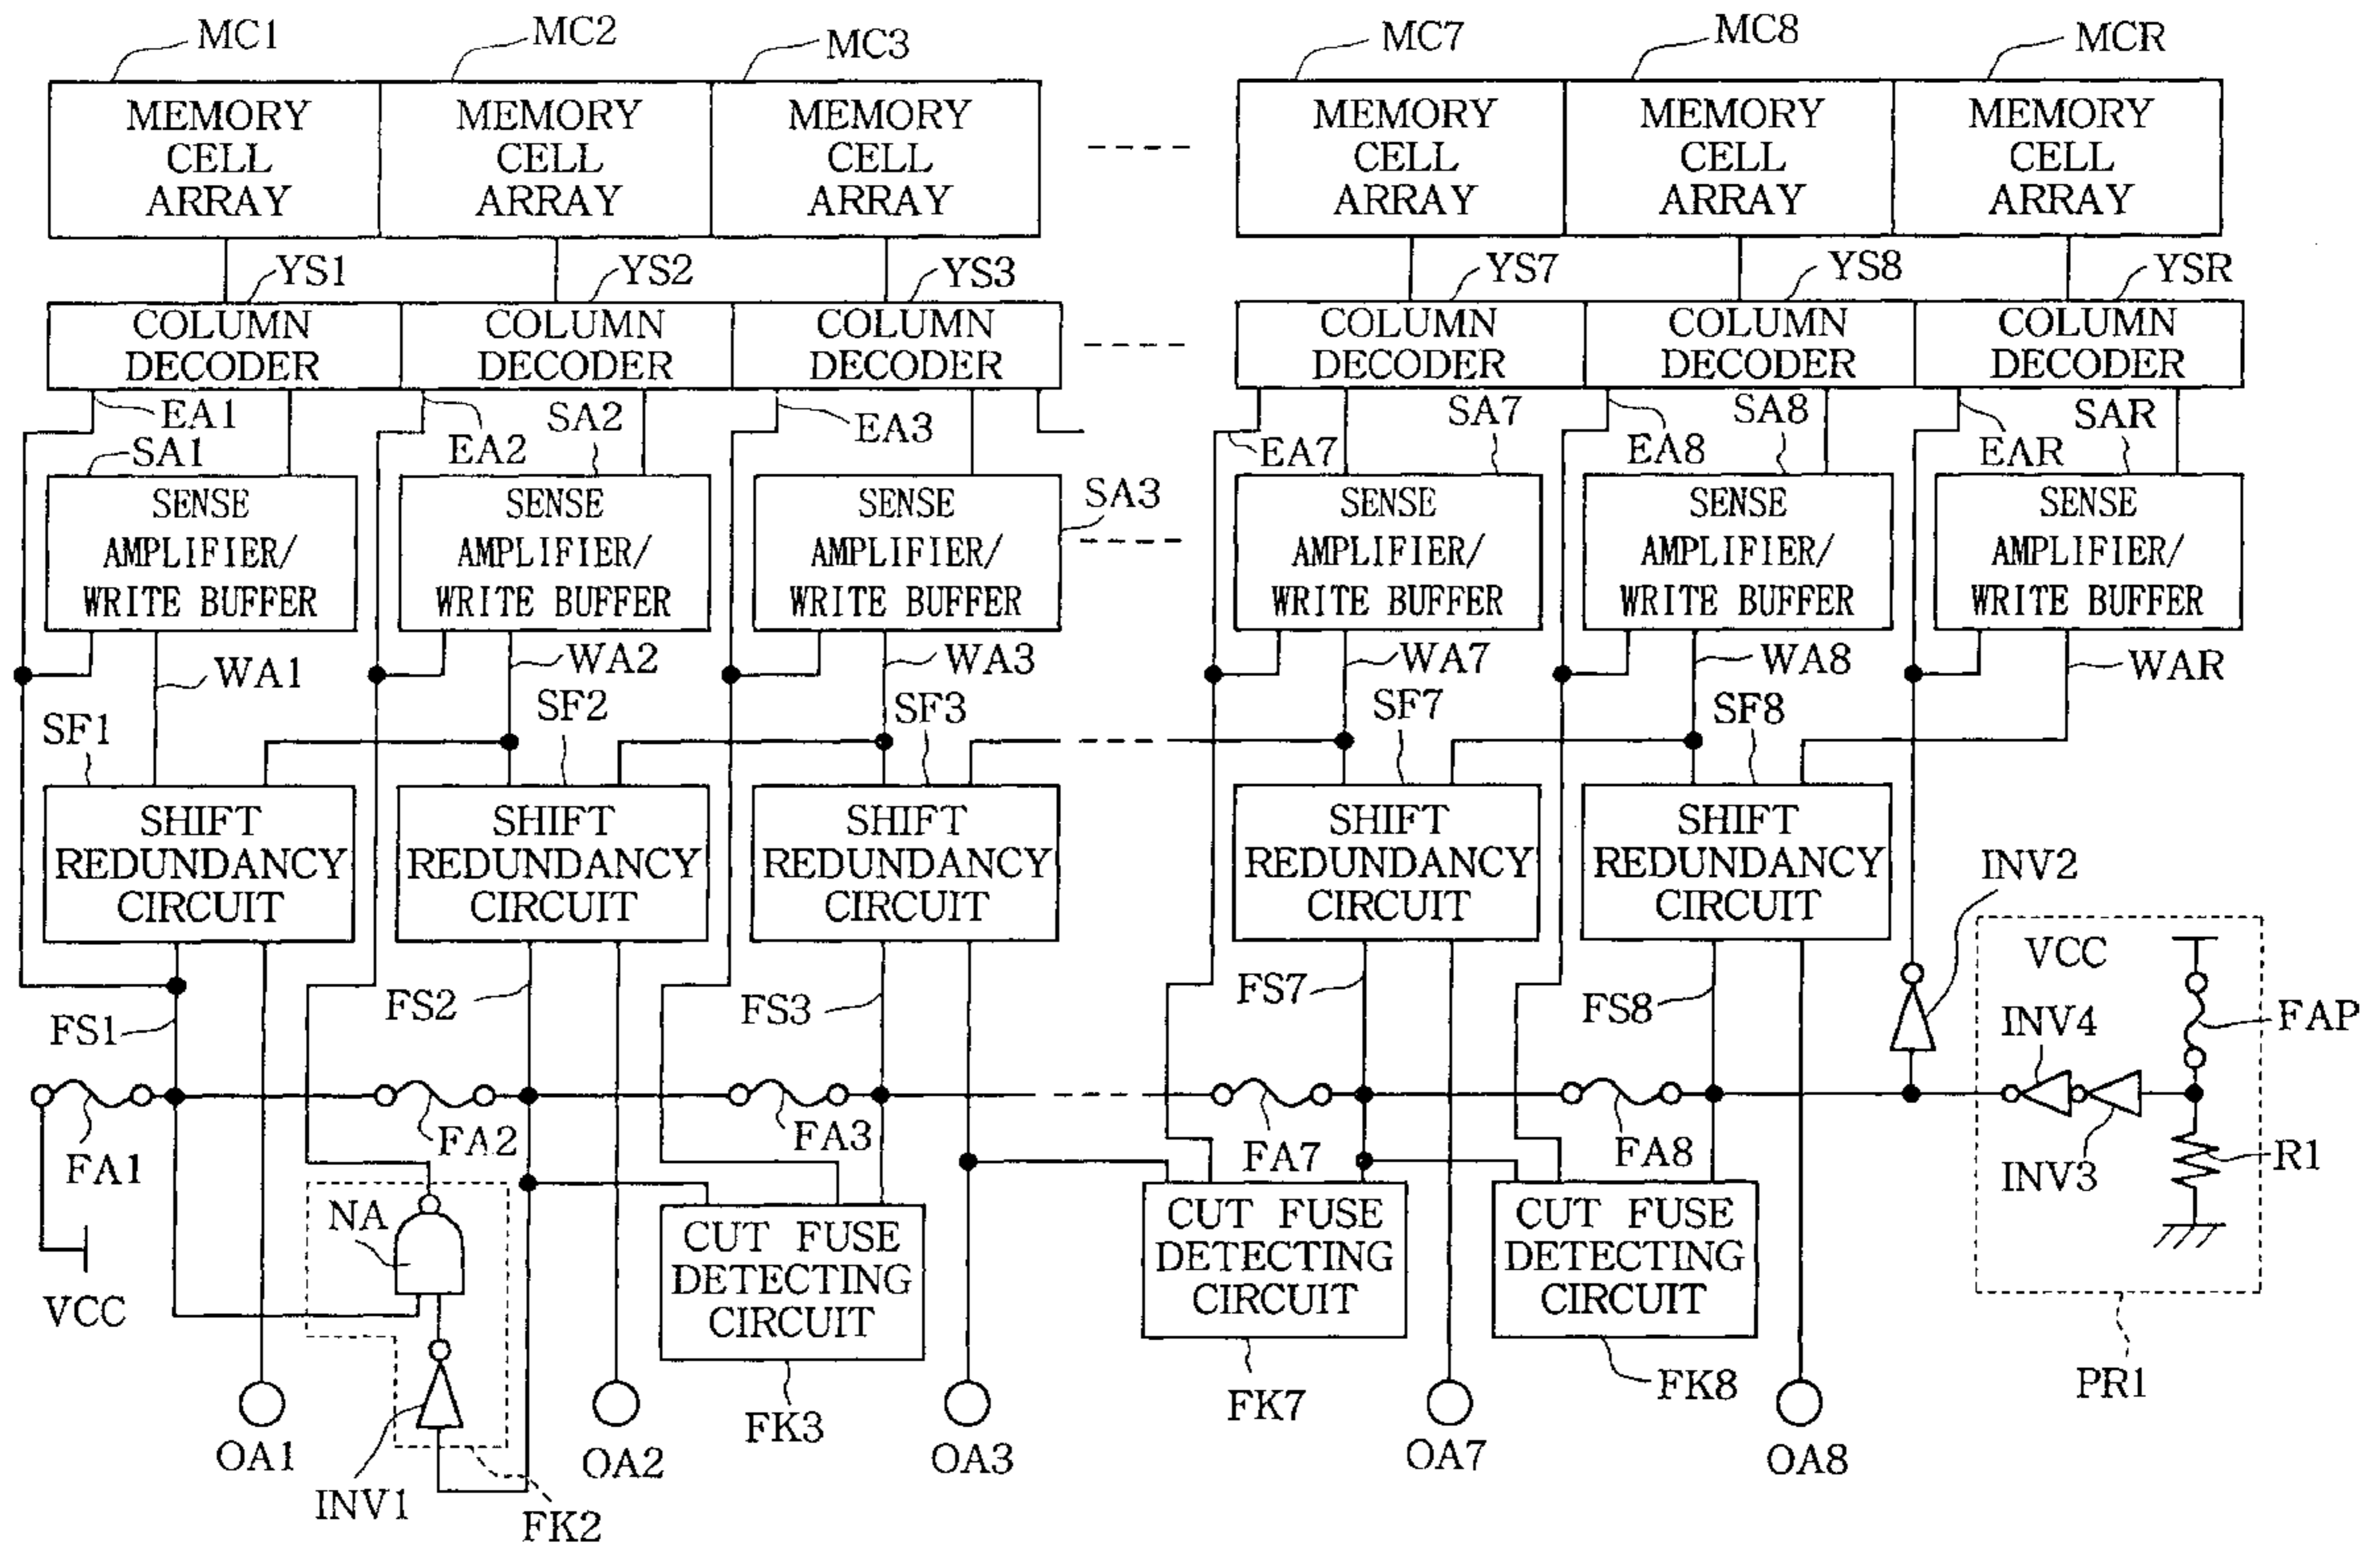 MC1
MC2
MC3
MC7
MC8
MCR
MEMORY
CELL
ARRAY
MEMORY
CELL
ARRAY
MEMORY
CELL
ARRAY
MEMORY
CELL
ARRAY
MEMORY
CELL
ARRAY
MEMORY
CELL
ARRAY
YS1
YS2
YS3
YS7
YS8
YSR
COLUMN
DECODER
COLUMN
DECODER
COLUMN
DECODER
COLUMN
DECODER
COLUMN
DECODER
COLUMN
DECODER
EA1
SA1
EA2
SA2
EA3
SA3
EA7
SA7
EA8
SA8
EAR
SAR
SENSE
AMPLIFIER/
WRITE BUFFER
SENSE
AMPLIFIER/
WRITE BUFFER
SENSE
AMPLIFIER/
WRITE BUFFER
SENSE
AMPLIFIER/
WRITE BUFFER
SENSE
AMPLIFIER/
WRITE BUFFER
SENSE
AMPLIFIER/
WRITE BUFFER
WA1
WA2
WA3
WA7
WA8
WAR
SF1
SF2
SF3
SF7
SF8
SHIFT
REDUNDANCY
CIRCUIT
SHIFT
REDUNDANCY
CIRCUIT
SHIFT
REDUNDANCY
CIRCUIT
SHIFT
REDUNDANCY
CIRCUIT
SHIFT
REDUNDANCY
CIRCUIT
INV2
FS1
FS2
FS3
FS7
FS8
VCC
INV4
FAP
FA1
FA2
FA3
FA7
FA8
INV3
R1
VCC
NA
CUT FUSE
DETECTING
CIRCUIT
CUT FUSE
DETECTING
CIRCUIT
CUT FUSE
DETECTING
CIRCUIT
PR1
OA1
INV1
FK2
OA2
FK3
OA3
FK7
OA7
FK8
OA8